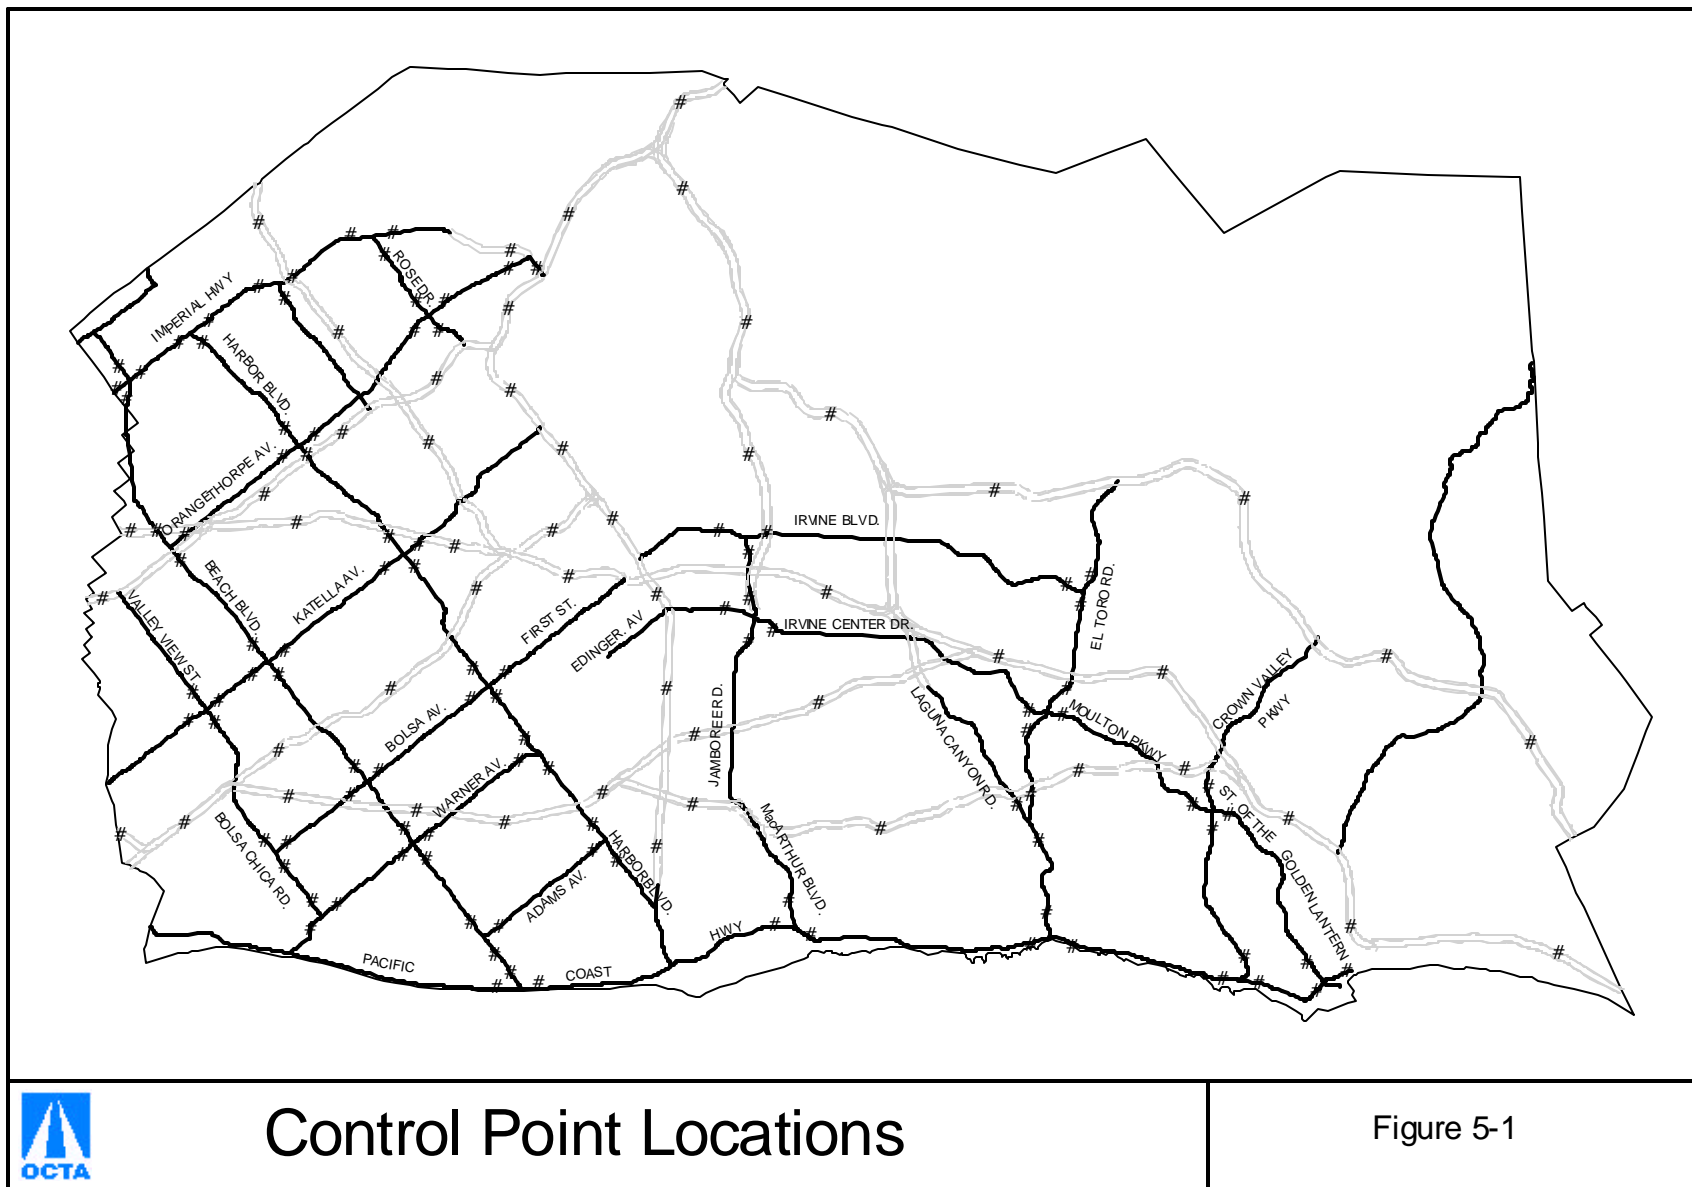 IMPERIAL HWY
ROSE DR.
HARBOR BLVD.
ORANGETHORPE AV.
IRVINE BLVD.
BEACH BLVD.
KATELLA AV.
VALLEY VIEW ST.
FIRST ST.
EDINGER. AV
IRVINE CENTER DR.
EL TORO RD.
CROWN VALLEY
PKWY
BOLSA AV.
JAMBOREE RD.
LAGUNA CANYON RD.
MOULTON PKWY
WARNER AV.
BOLSA CHICA RD.
HARBOR BLVD.
MacARTHUR BLVD.
ST. OF THE
GOLDEN LANTERN
ADAMS AV.
PACIFIC
COAST
HWY
Control Point Locations
Figure 5-1
OCTA